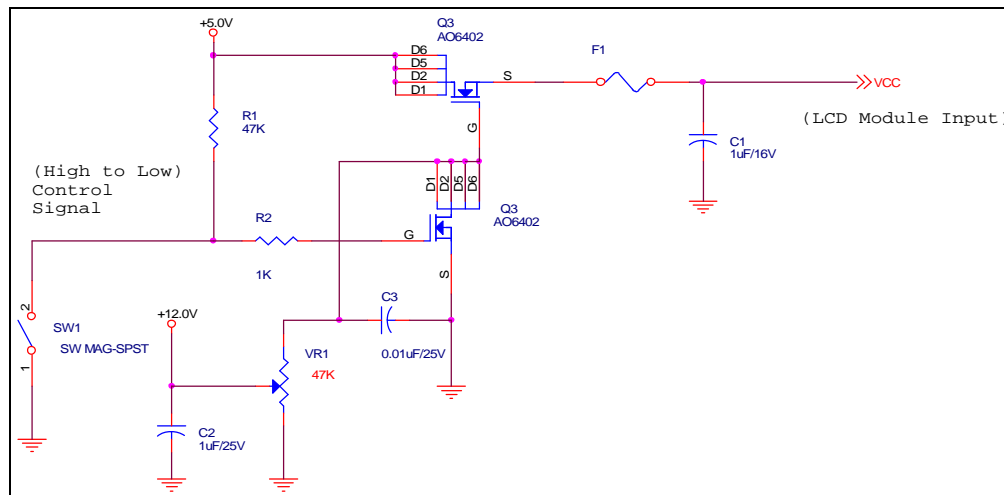 +5.0V
Q3
AO6402
D6
D5
D2
D1
S
G
F1
VCC
(LCD Module Input)
C1
1uF/16V
R1
47K
(High to Low)
Control
Signal
D1
D2
D5
D6
Q3
AO6402
R2
1K
G
S
2
1
SW1
SW MAG-SPST
+12.0V
C3
0.01uF/25V
VR1
47K
C2
1uF/25V